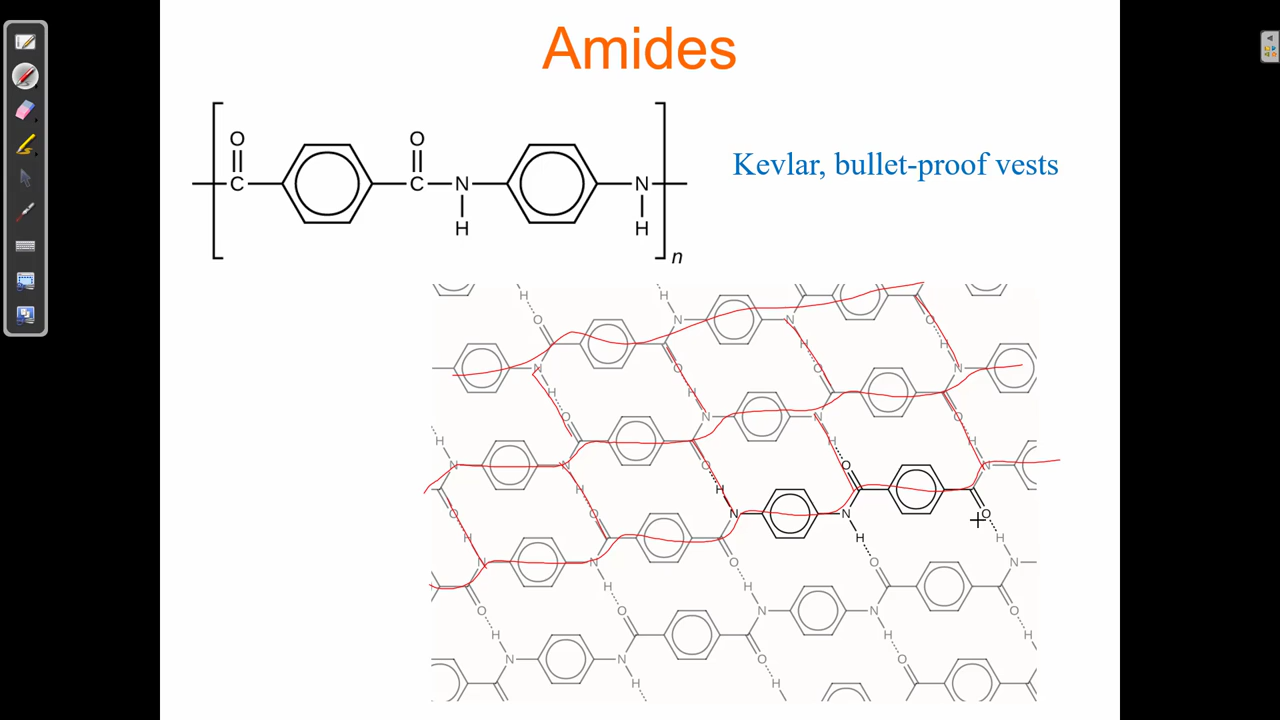 Amides
O O
C C N N
H H
n
Kevlar, bullet-proof vests
H H
O N N O
H H
N O O N
H H
O N N O
H H H
N N O O N
H H
O O N N O
H H H
N N O O N
H H
O O N N O
H H H
N N O O
H H